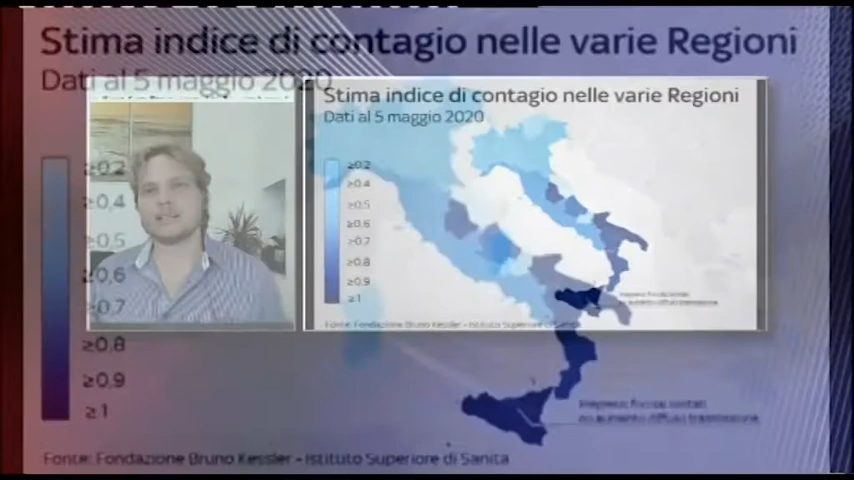 Stima indice di contagio nelle varie Regioni
Dati al 5 maggio 2020
≥0.2
≥0.4
≥0.5
≥0.6
≥0.7
≥0.8
≥0.9
≥1
Fonte: Fondazione Bruno Kessler - Istituto Superiore di Sanità
Stima indice di contagio nelle varie Regioni
Dati al 5 maggio 2020
≥0.2
≥0.4
≥0.5
≥0.6
≥0.7
≥0.8
≥0.9
≥1
Fonte: Fondazione Bruno Kessler - Istituto Superiore di Sanità